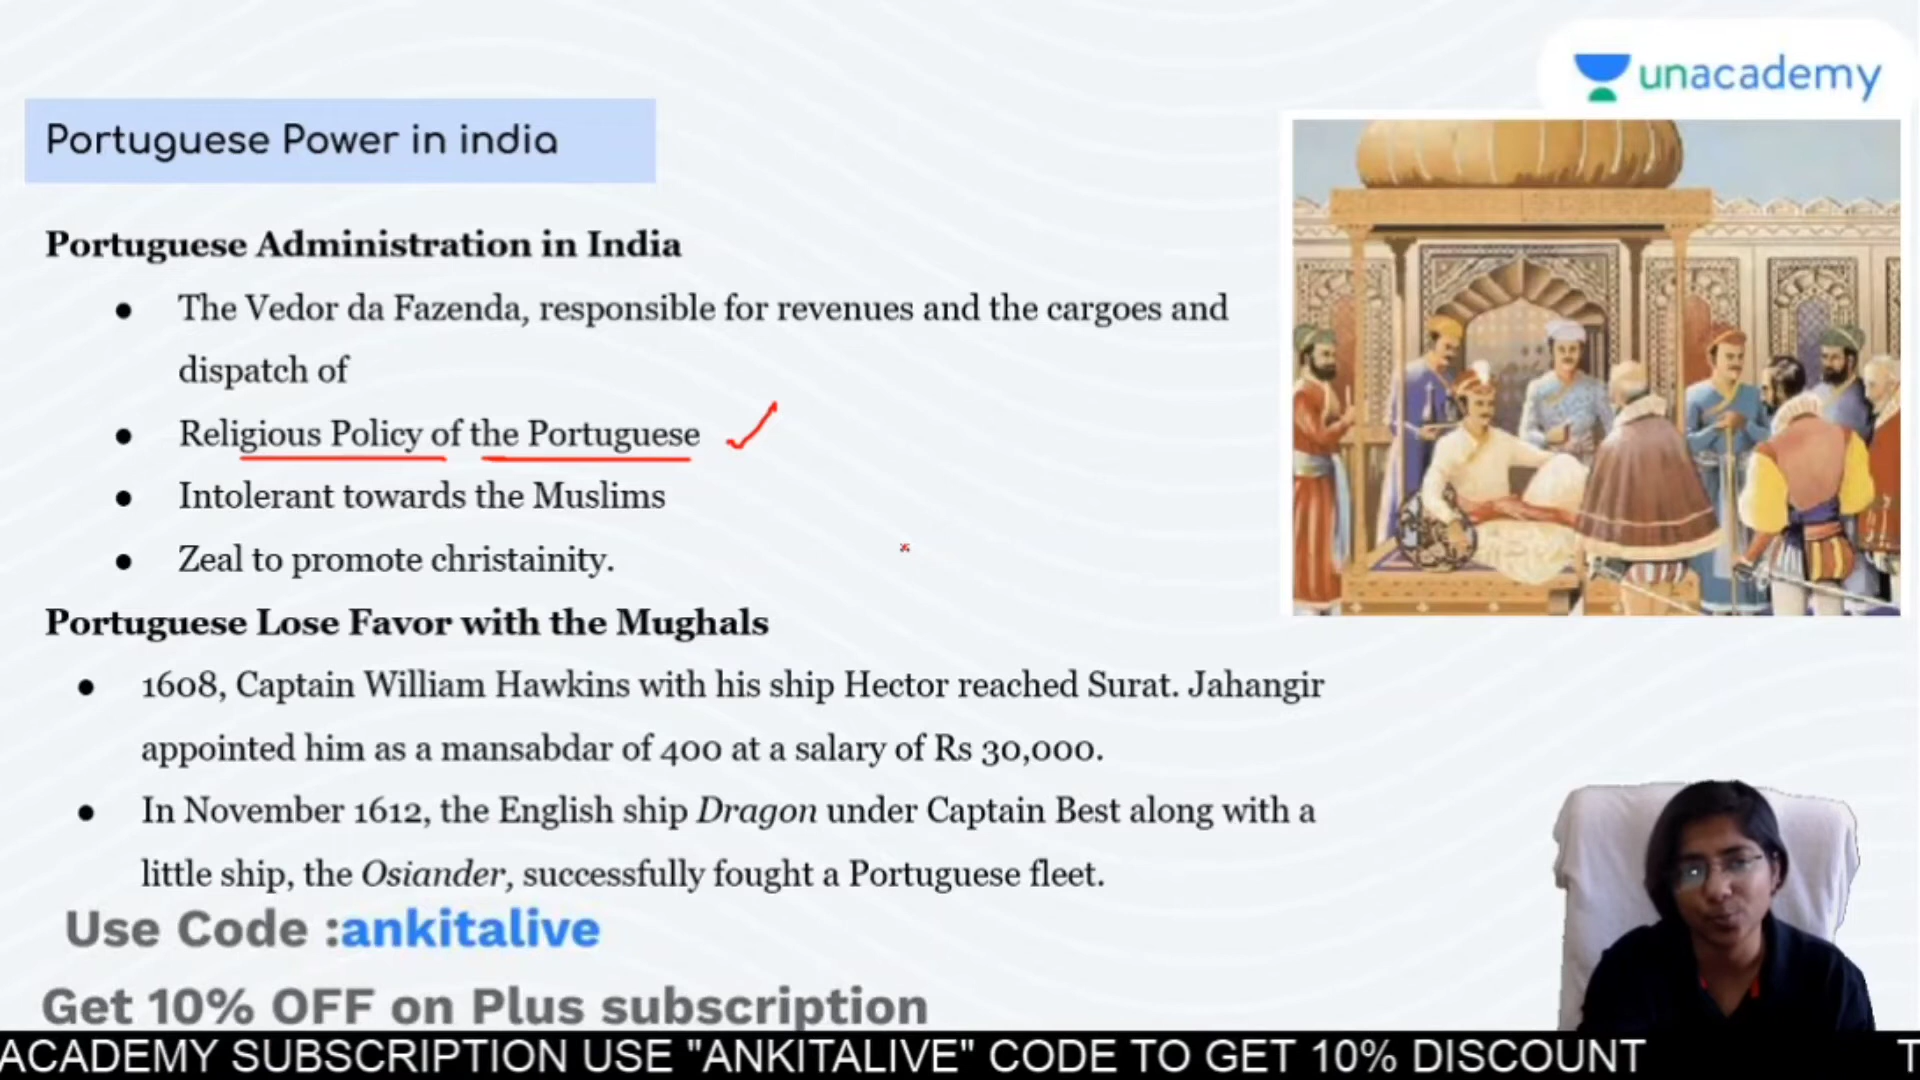 unacademy
Portuguese Power in india
Portuguese Administration in India
● The Vedor da Fazenda, responsible for revenues and the cargoes and
dispatch of
● Religious Policy of the Portuguese
● Intolerant towards the Muslims
● Zeal to promote christainity.
Portuguese Lose Favor with the Mughals
● 1608, Captain William Hawkins with his ship Hector reached Surat. Jahangir
appointed him as a mansabdar of 400 at a salary of Rs 30,000.
● In November 1612, the English ship Dragon under Captain Best along with a
little ship, the Osiander, successfully fought a Portuguese fleet.
Use Code :ankitalive
Get 10% OFF on Plus subscription
ACADEMY SUBSCRIPTION USE "ANKITALIVE" CODE TO GET 10% DISCOUNT T